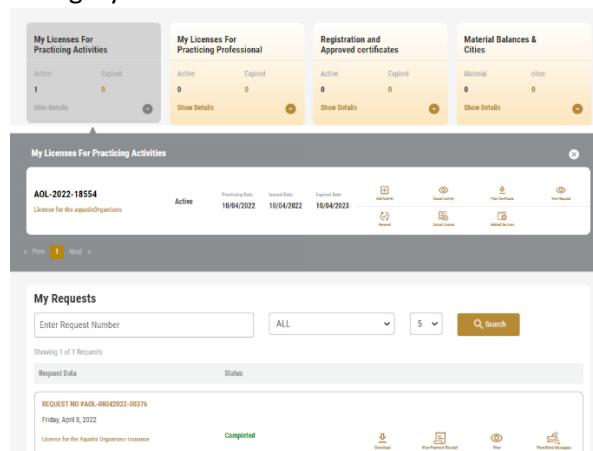 My Licenses For
Practicing Activities
Active Expired
1 0
Hide Details
My Licenses For
Practicing Professional
Active Expired
0 0
Show Details
Registration and
Approved certificates
Active Expired
0 0
Show Details
Material Balances &
Cities
Material cites
0 0
Show Details
My Licenses For Practicing Activities
AOL-2022-18554
License for the aquaticOrganisms
Active
Practicing Date Issued Date Expired Date
10/04/2022 10/04/2022 10/04/2023
Add Activity Cancel Activity View Certificate View Request
Renewal Cancel License Related Services
« Prev 1 Next »
My Requests
Enter Request Number ALL 5 Search
Showing 1 of 1 Requests
Request Data Status
REQUEST NO #AOL-08042022-00376
Friday, April 8, 2022
License for the Aquatic Organisms-Issuance
Completed
Download View Payment Receipt View